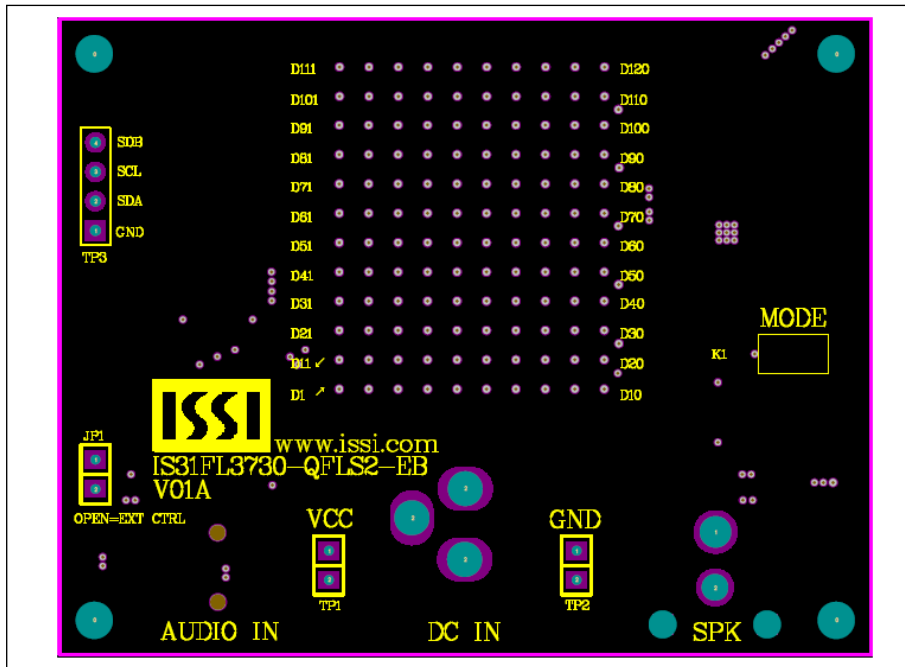 D111 D120
D101 D110
D91 D100
D81 D90
SDB
SCL
D71 D80
SDA
D61 D70
GND
D51 D60
TP3
D41 D50
D31 D40
MODE
D21 D30
K1
D11 ↙ D20
D1 ↗ D10
ISSI
JP1
www.issi.com
IS31FL3730-QFLS2-EB
V01A
OPEN=EXT CTRL
VCC
GND
TP1
TP2
AUDIO IN
DC IN
SPK